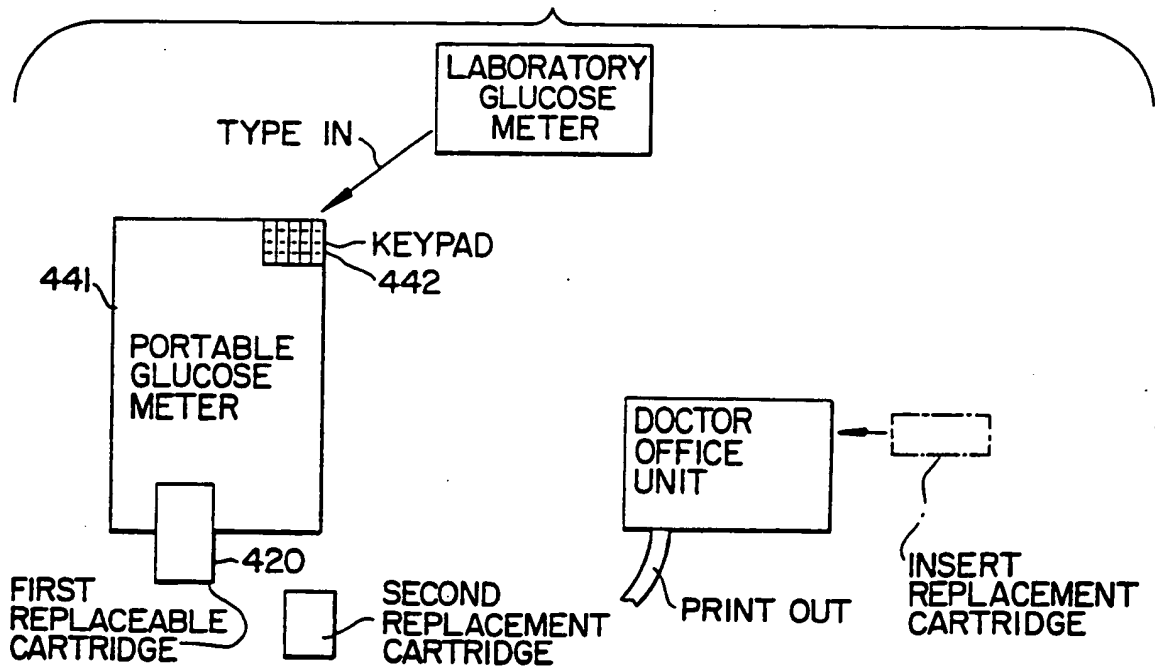 LABORATORY
GLUCOSE
METER
TYPE IN
KEYPAD
442
441
PORTABLE
GLUCOSE
METER
420
FIRST
REPLACEABLE
CARTRIDGE
SECOND
REPLACEMENT
CARTRIDGE
DOCTOR
OFFICE
UNIT
PRINT OUT
INSERT
REPLACEMENT
CARTRIDGE